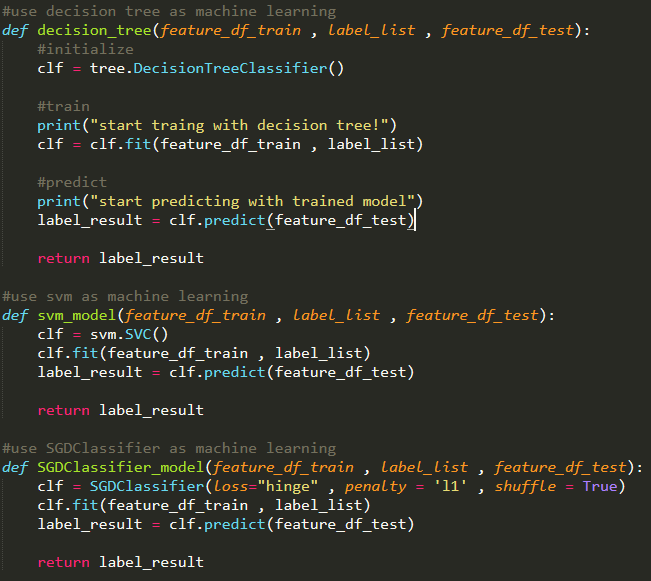 #use decision tree as machine learning
def decision_tree(feature_df_train , label_list , feature_df_test):
    #initialize
    clf = tree.DecisionTreeClassifier()

    #train
    print("start traing with decision tree!")
    clf = clf.fit(feature_df_train , label_list)

    #predict
    print("start predicting with trained model")
    label_result = clf.predict(feature_df_test)

    return label_result

#use svm as machine learning
def svm_model(feature_df_train , label_list , feature_df_test):
    clf = svm.SVC()
    clf.fit(feature_df_train , label_list)
    label_result = clf.predict(feature_df_test)

    return label_result

#use SGDClassifier as machine learning
def SGDClassifier_model(feature_df_train , label_list , feature_df_test):
    clf = SGDClassifier(loss="hinge" , penalty = 'l1' , shuffle = True)
    clf.fit(feature_df_train , label_list)
    label_result = clf.predict(feature_df_test)

    return label_result